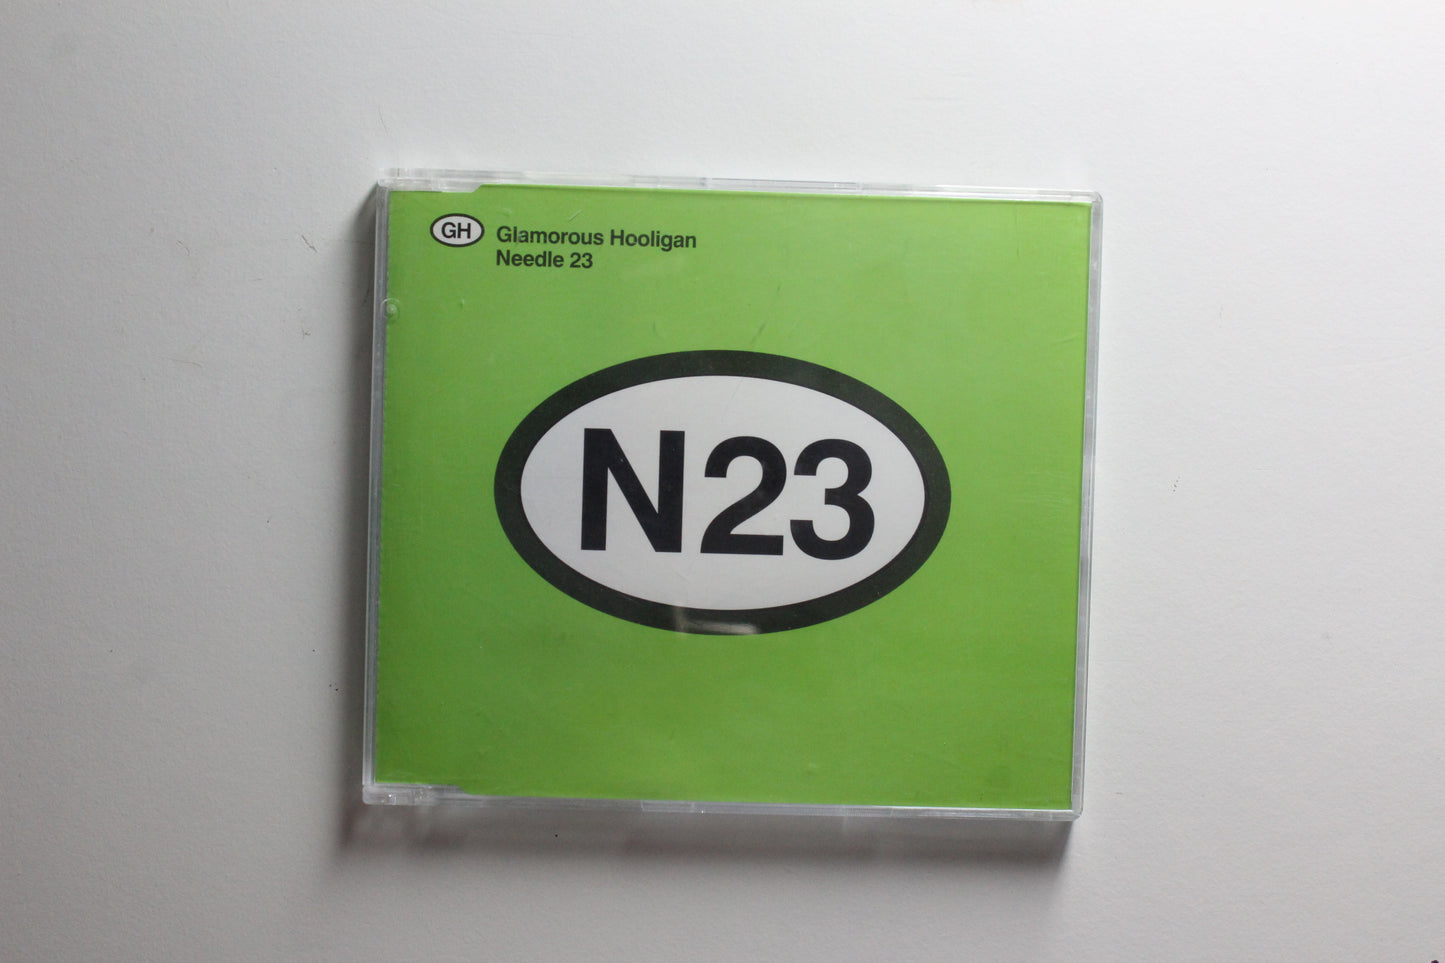 GH
Glamorous Hooligan
Needle 23
N23